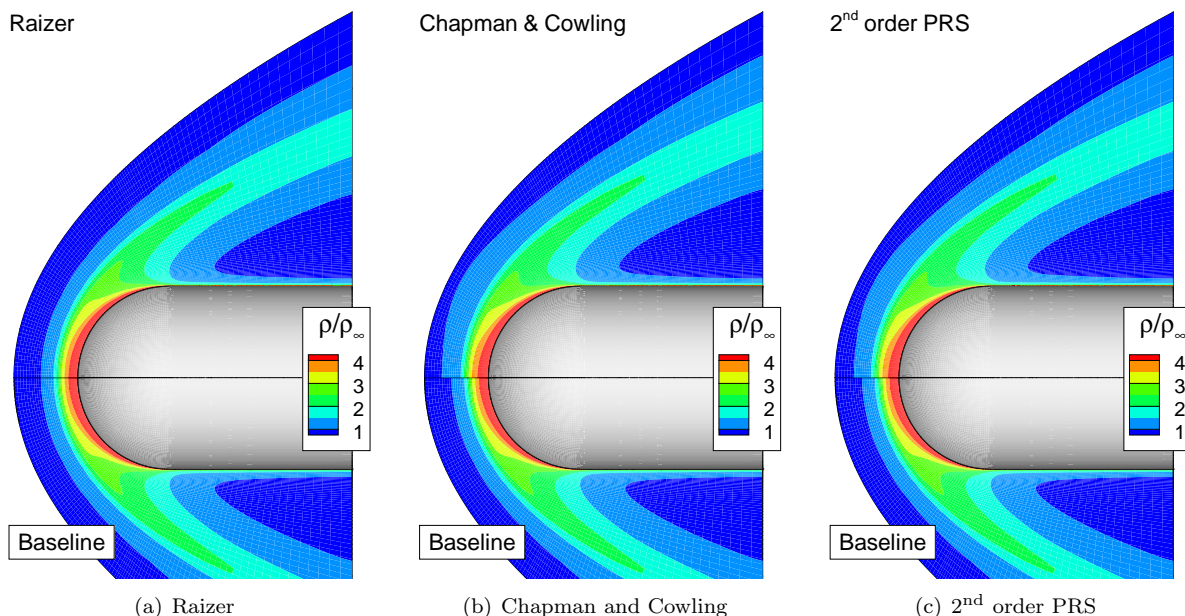 Raizer
Chapman & Cowling
2nd order PRS
ρ/ρ∞
4
3
2
1
ρ/ρ∞
4
3
2
1
ρ/ρ∞
4
3
2
1
Baseline
Baseline
Baseline
(a) Raizer
(b) Chapman and Cowling
(c) 2nd order PRS